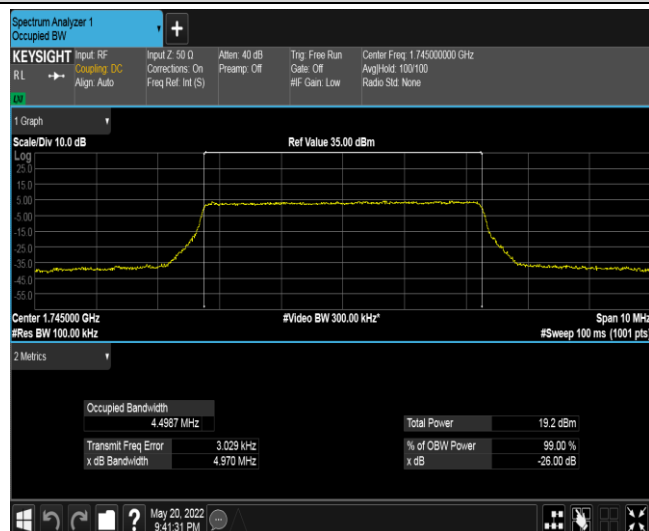 Spectrum Analyzer 1
Occupied BW
+
KEYSIGHT Input: RF Input Z: 50 Ω Atten: 40 dB Trig: Free Run Center Freq: 1.745000000 GHz
RL Coupling: DC Corrections: On Preamp: Off Gate: Off Avg|Hold: 100/100
Align: Auto Freq Ref: Int (S) #IF Gain: Low Radio Std: None
1 Graph
Scale/Div 10.0 dB Ref Value 35.00 dBm
Log
25.0
15.0
5.00
-5.00
-15.0
-25.0
-35.0
-45.0
-55.0
Center 1.745000 GHz #Video BW 300.00 kHz* Span 10 MHz
#Res BW 100.00 kHz #Sweep 100 ms (1001 pts)
2 Metrics
Occupied Bandwidth
4.4987 MHz Total Power 19.2 dBm
Transmit Freq Error 3.029 kHz % of OBW Power 99.00 %
x dB Bandwidth 4.970 MHz x dB -26.00 dB
? May 20, 2022
9:41:31 PM